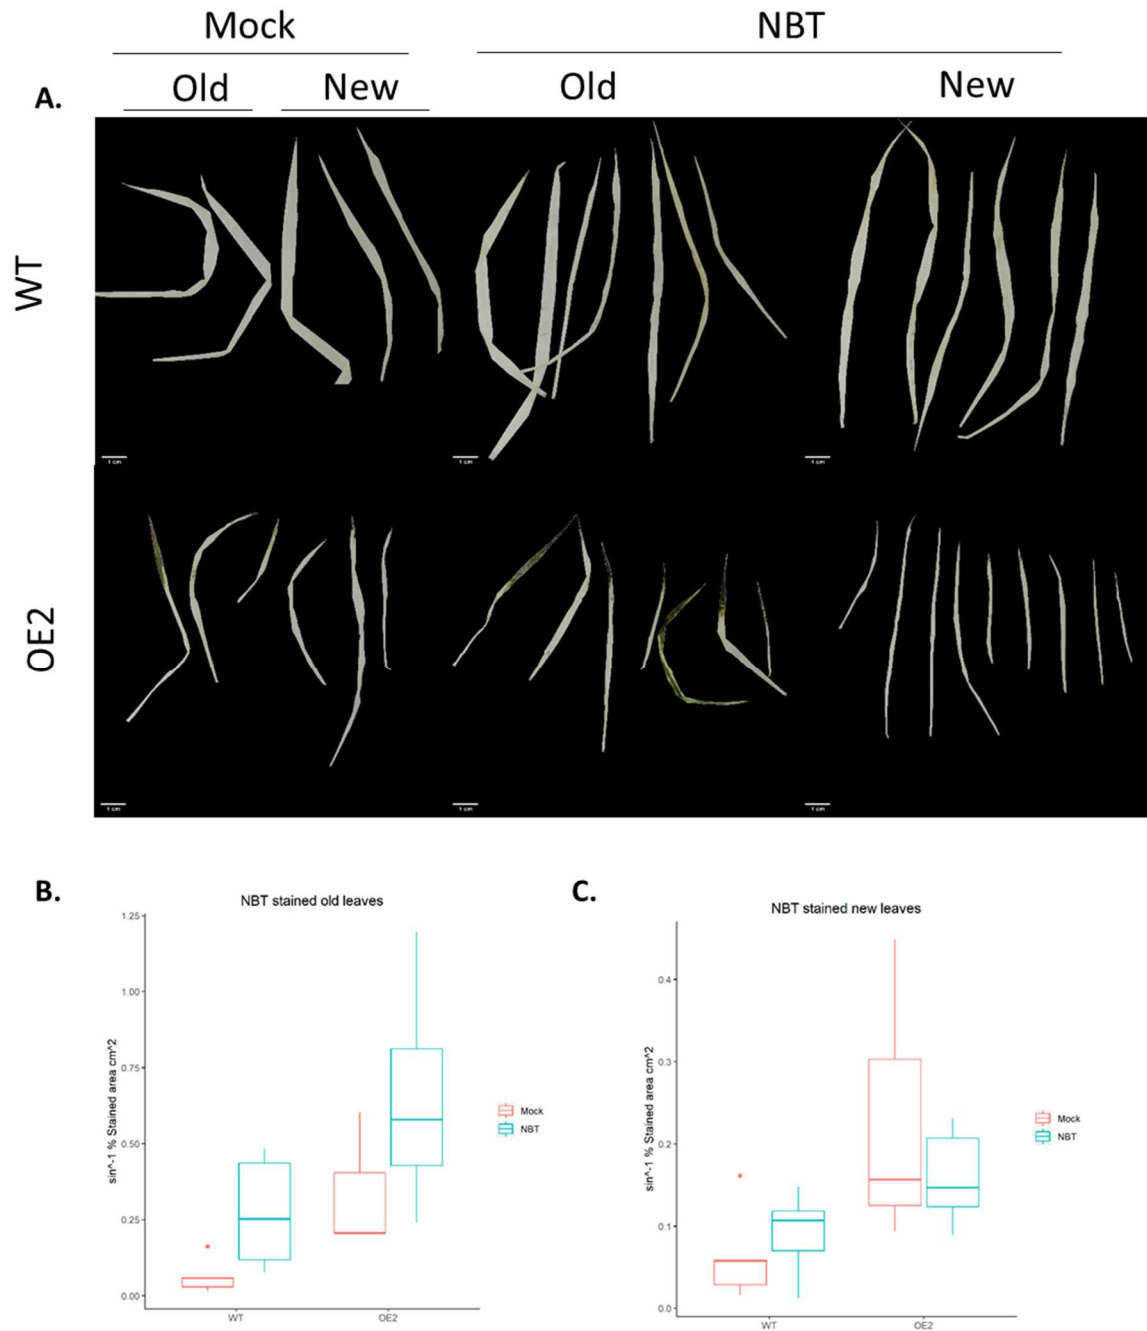 Mock NBT
A. Old New Old New
WT
1 cm 1 cm 1 cm
OE2
1 cm 1 cm 1 cm
B. C.
NBT stained old leaves
sin^-1 % Stained area cm^2
1.25
1.00
0.75
0.50
0.25
0.00
WT OE2
Mock
NBT
NBT stained new leaves
sin^-1 % Stained area cm^2
0.4
0.3
0.2
0.1
0.0
WT OE2
Mock
NBT